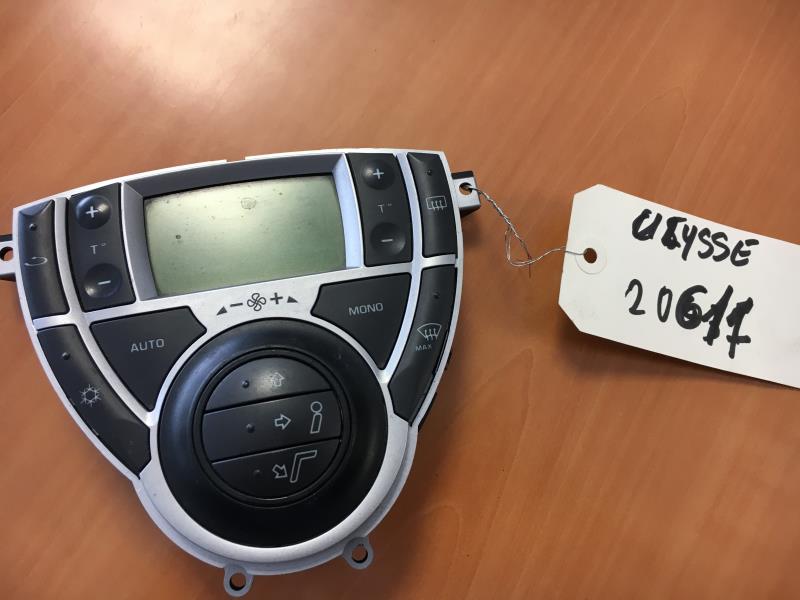 +
T°
−
+
T°
−
− +
AUTO
MONO
MAX
ULYSSE
20617